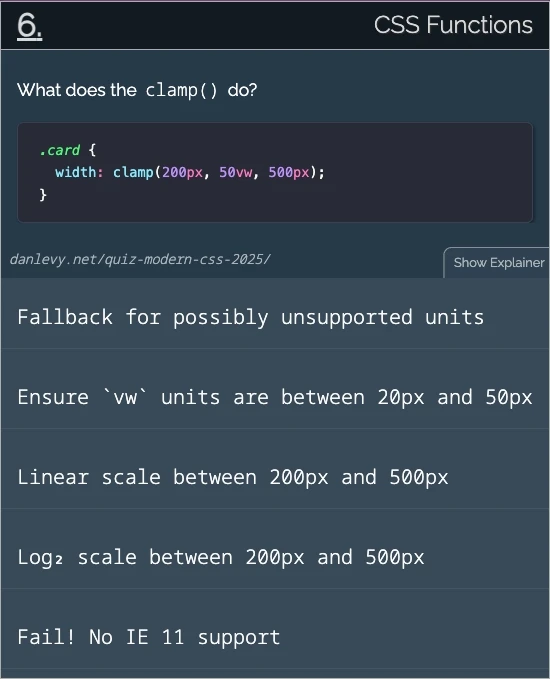 6.
CSS Functions
What does the clamp() do?
.card {
  width: clamp(200px, 50vw, 500px);
}
danlevy.net/quiz-modern-css-2025/
Show Explainer
Fallback for possibly unsupported units
Ensure `vw` units are between 20px and 50px
Linear scale between 200px and 500px
Log₂ scale between 200px and 500px
Fail! No IE 11 support